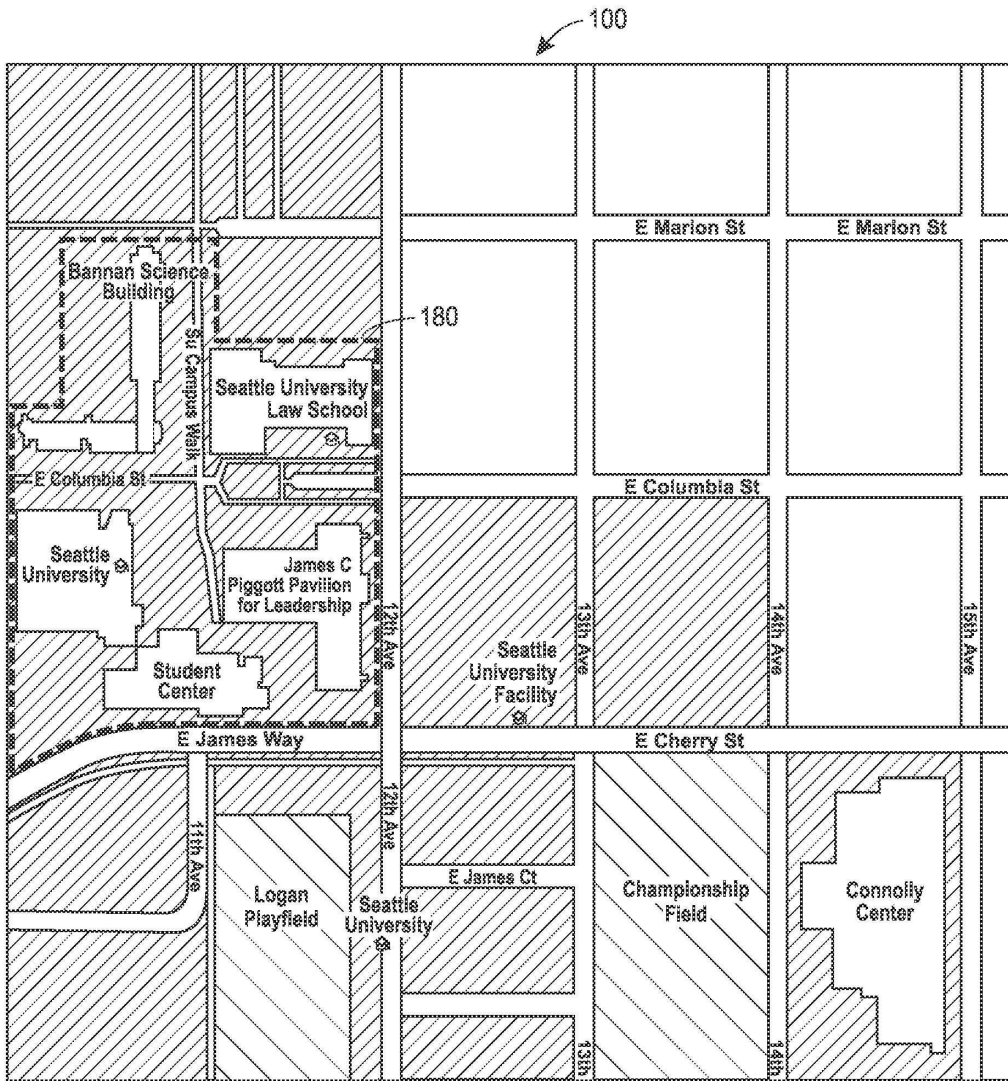 100
E Marion St
E Marion St
Bannan Science
Building
180
Su Campus Walk
Seattle University
Law School
E Columbia St
E Columbia St
Seattle
University
James C
Piggott Pavilion
for Leadership
12th Ave
13th Ave
14th Ave
15th Ave
Seattle
University
Facility
Student
Center
E James Way
E Cherry St
11th Ave
12th Ave
E James Ct
Logan
Playfield
Seattle
University
Championship
Field
Connolly
Center
13th
14th